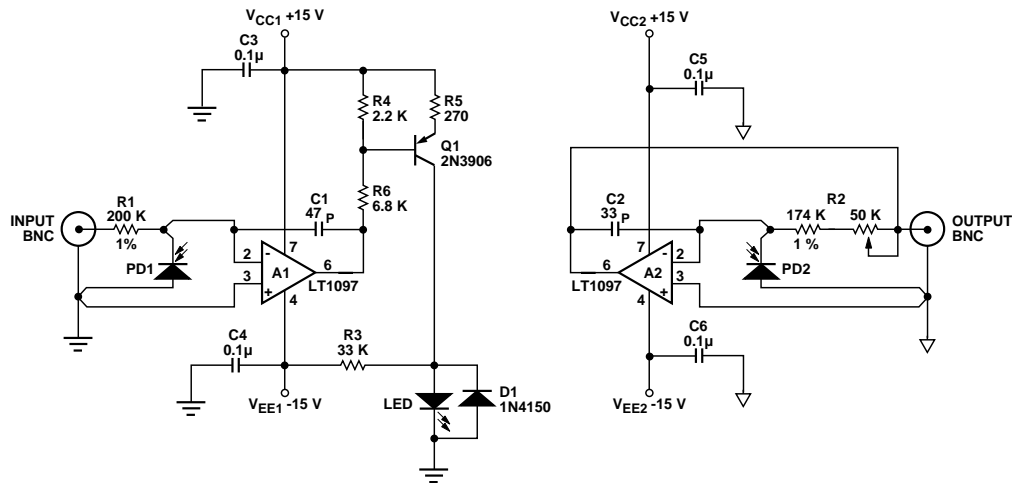 VCC1 +15 V
C3
0.1µ
R4
2.2 K
R5
270
Q1
2N3906
R6
6.8 K
C1
47 P
INPUT
BNC
R1
200 K
1%
PD1
2
3
-
+
7
A1
6
4
LT1097
C4
0.1µ
R3
33 K
VEE1 -15 V
LED
D1
1N4150
VCC2 +15 V
C5
0.1µ
C2
33 P
R2
174 K
50 K
1 %
OUTPUT
BNC
7
6
A2
-
+
2
3
LT1097
4
PD2
C6
0.1µ
VEE2 -15 V